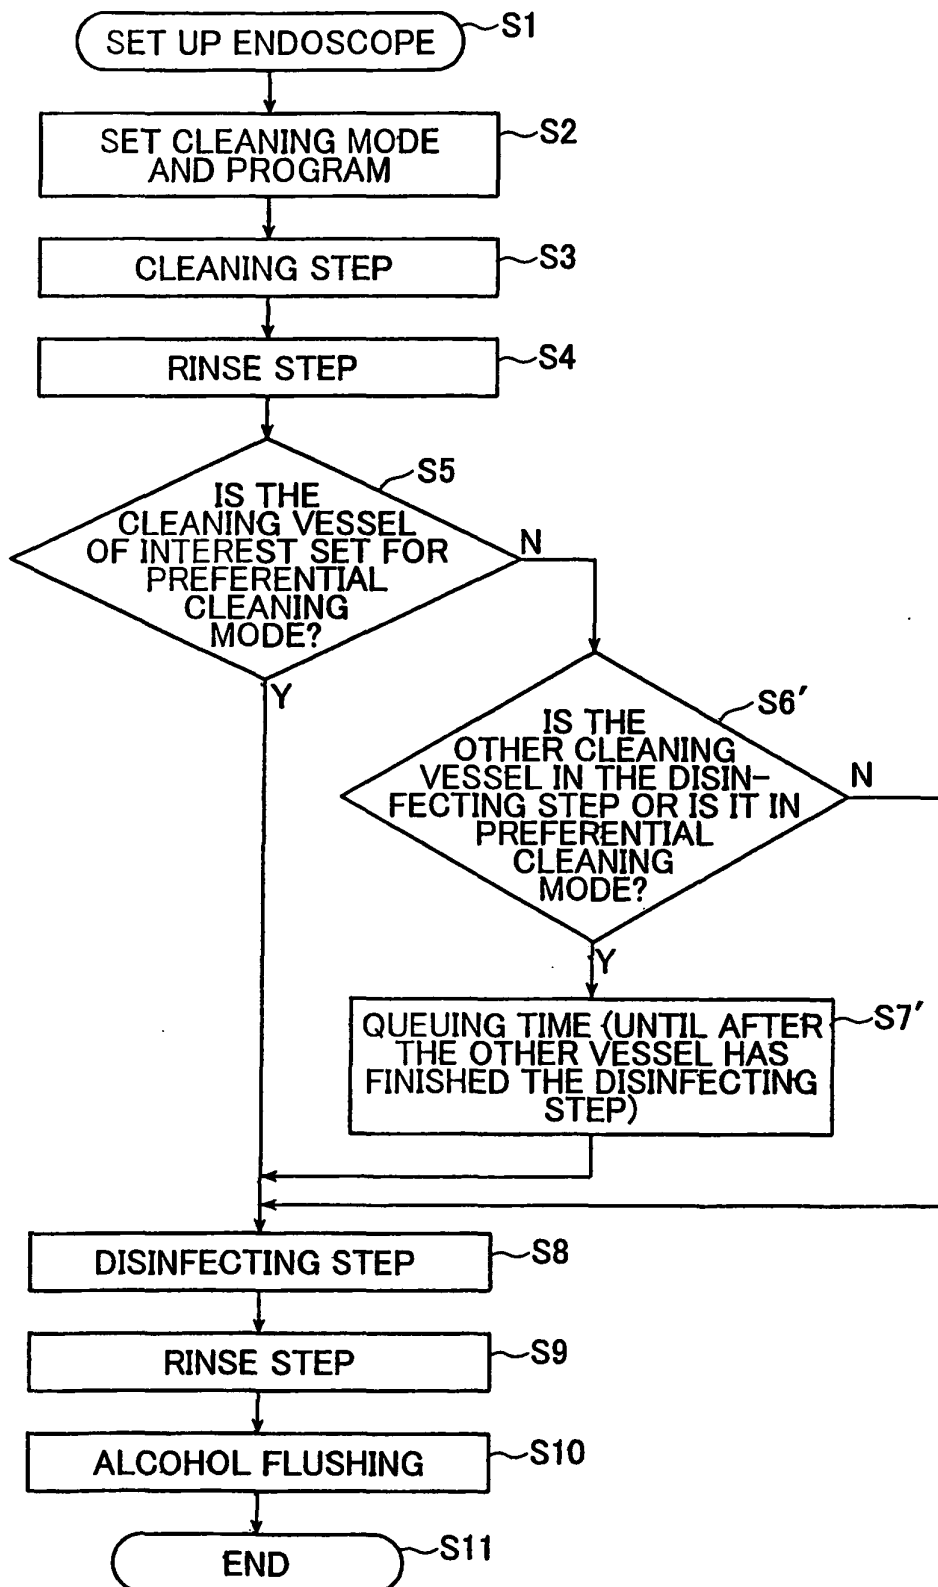 SET UP ENDOSCOPE
S1
SET CLEANING MODE
AND PROGRAM
S2
CLEANING STEP
S3
RINSE STEP
S4
S5
IS THE
CLEANING VESSEL
OF INTEREST SET FOR
PREFERENTIAL
CLEANING
MODE?
N
Y
S6′
IS THE
OTHER CLEANING
VESSEL IN THE DISIN-
FECTING STEP OR IS IT IN
PREFERENTIAL
CLEANING
MODE?
N
Y
QUEUING TIME (UNTIL AFTER
THE OTHER VESSEL HAS
FINISHED THE DISINFECTING
STEP)
S7′
DISINFECTING STEP
S8
RINSE STEP
S9
ALCOHOL FLUSHING
S10
END
S11